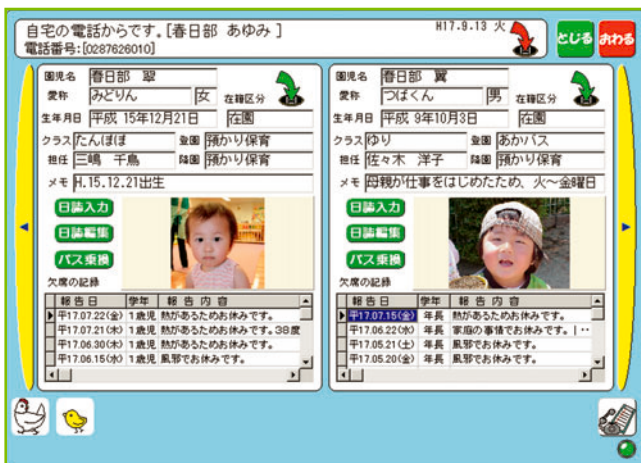 自宅の電話からです。[春日部 あゆみ ]
電話番号:[0287626010]
H17.9.13 火
とじる
おわる
園児名 春日部 翠
愛称 みどりん 女 在籍区分
生年月日 平成 15年12月21日 在園
クラス たんぽぽ 登園 預かり保育
担任 三嶋 千鳥 降園 預かり保育
メモ H.15.12.21出生
日誌入力
日誌編集
バス乗換
欠席の記録
報告日 学年 報告内容
平17.07.22(金) 1歳児 熱があるためお休みです。
平17.07.21(木) 1歳児 熱があるためお休みです。38度
平17.06.30(木) 1歳児 熱があるためお休みです。
平17.06.15(水) 1歳児 風邪でお休みです。
園児名 春日部 翼
愛称 つばくん 男 在籍区分
生年月日 平成 9年10月3日 在園
クラス ゆり 登園 あかバス
担任 佐々木 洋子 降園 預かり保育
メモ 母親が仕事をはじめたため、火～金曜日
日誌入力
日誌編集
バス乗換
欠席の記録
報告日 学年 報告内容
平17.07.15(金) 年長 熱があるためお休みです。
平17.06.22(水) 年長 家庭の事情でお休みです。|・・
平17.05.21(土) 年長 風邪でお休みです。
平17.05.20(金) 年長 風邪でお休みです。